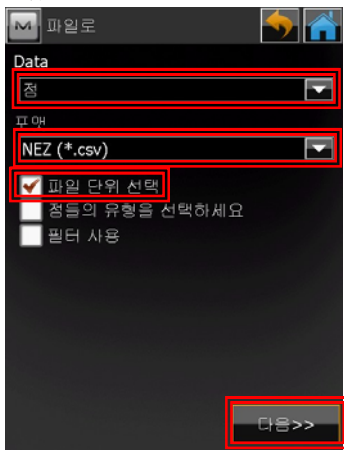 파일로
Data
점
포맷
NEZ (*.csv)
파일 단위 선택
점들의 유형을 선택하세요
필터 사용
다음>>